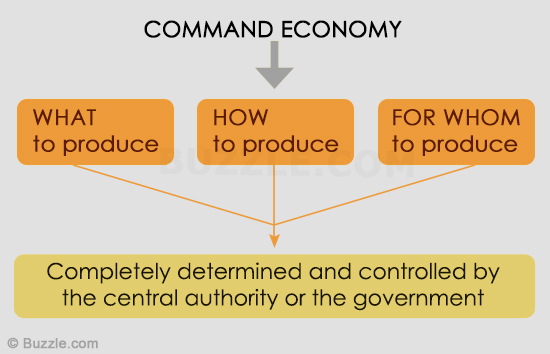 COMMAND ECONOMY
WHAT
to produce
HOW
to produce
FOR WHOM
to produce
BUZZLE.COM
Completely determined and controlled by
the central authority or the government
© Buzzle.com